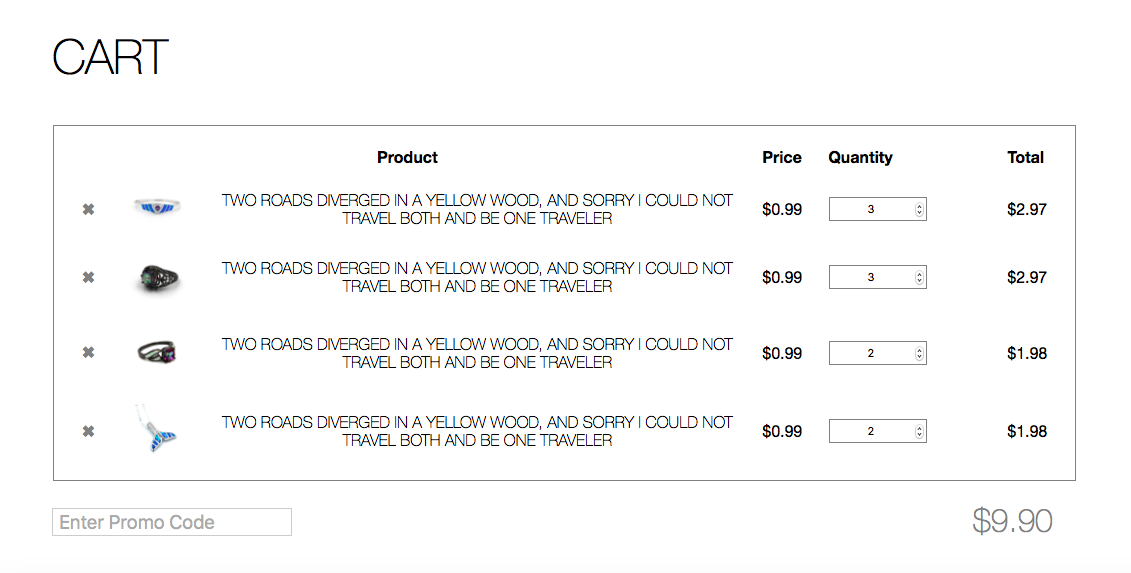 CART
Product Price Quantity Total
✖ TWO ROADS DIVERGED IN A YELLOW WOOD, AND SORRY I COULD NOT
TRAVEL BOTH AND BE ONE TRAVELER $0.99 3 $2.97
✖ TWO ROADS DIVERGED IN A YELLOW WOOD, AND SORRY I COULD NOT
TRAVEL BOTH AND BE ONE TRAVELER $0.99 3 $2.97
✖ TWO ROADS DIVERGED IN A YELLOW WOOD, AND SORRY I COULD NOT
TRAVEL BOTH AND BE ONE TRAVELER $0.99 2 $1.98
✖ TWO ROADS DIVERGED IN A YELLOW WOOD, AND SORRY I COULD NOT
TRAVEL BOTH AND BE ONE TRAVELER $0.99 2 $1.98
Enter Promo Code $9.90